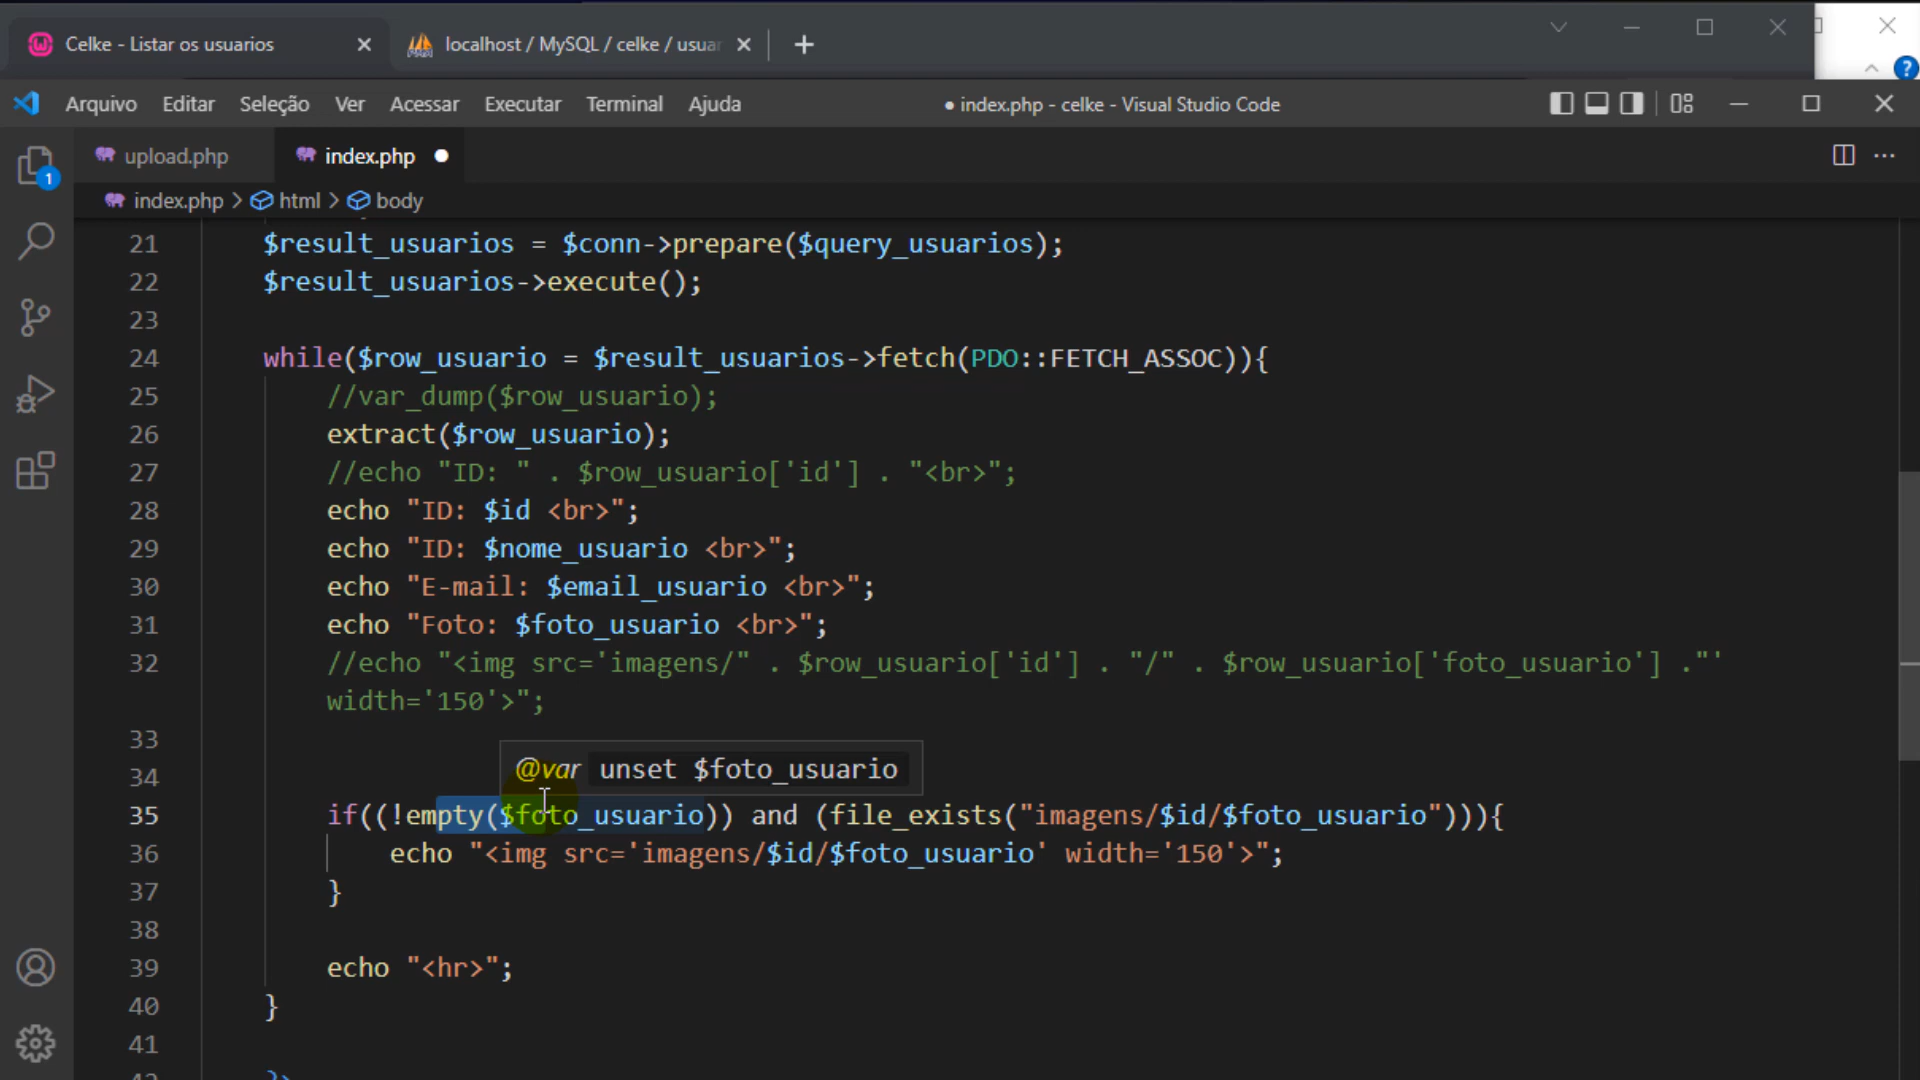 Celke - Listar os usuarios
localhost / MySQL / celke / usuar
Arquivo Editar Seleção Ver Acessar Executar Terminal Ajuda
● index.php - celke - Visual Studio Code
upload.php
index.php
1
index.php > html > body
21 $result_usuarios = $conn->prepare($query_usuarios);
22 $result_usuarios->execute();
23
24 while($row_usuario = $result_usuarios->fetch(PDO::FETCH_ASSOC)){
25 //var_dump($row_usuario);
26 extract($row_usuario);
27 //echo "ID: " . $row_usuario['id'] . "<br>";
28 echo "ID: $id <br>";
29 echo "ID: $nome_usuario <br>";
30 echo "E-mail: $email_usuario <br>";
31 echo "Foto: $foto_usuario <br>";
32 //echo "<img src='imagens/" . $row_usuario['id'] . "/" . $row_usuario['foto_usuario'] ."'
width='150'>";
33
@var unset $foto_usuario
34
35 if((!empty($foto_usuario)) and (file_exists("imagens/$id/$foto_usuario"))){
36 echo "<img src='imagens/$id/$foto_usuario' width='150'>";
37 }
38
39 echo "<hr>";
40 }
41